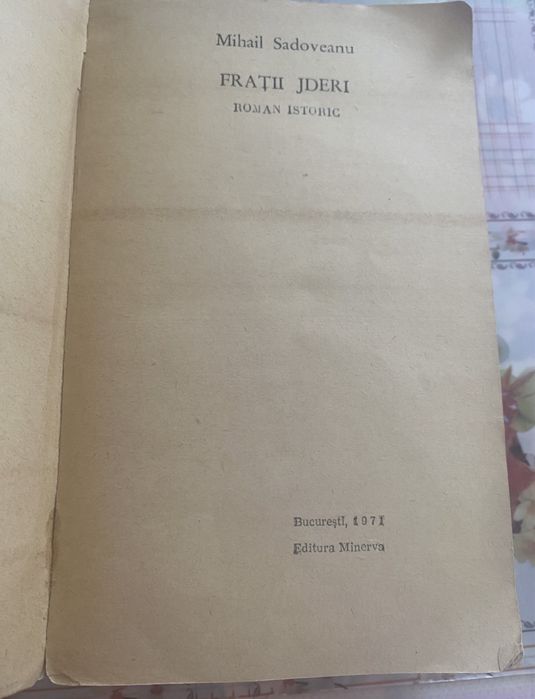 Mihail Sadoveanu
FRAȚII JDERI
ROMAN ISTORIC
București, 1971
Editura Minerva